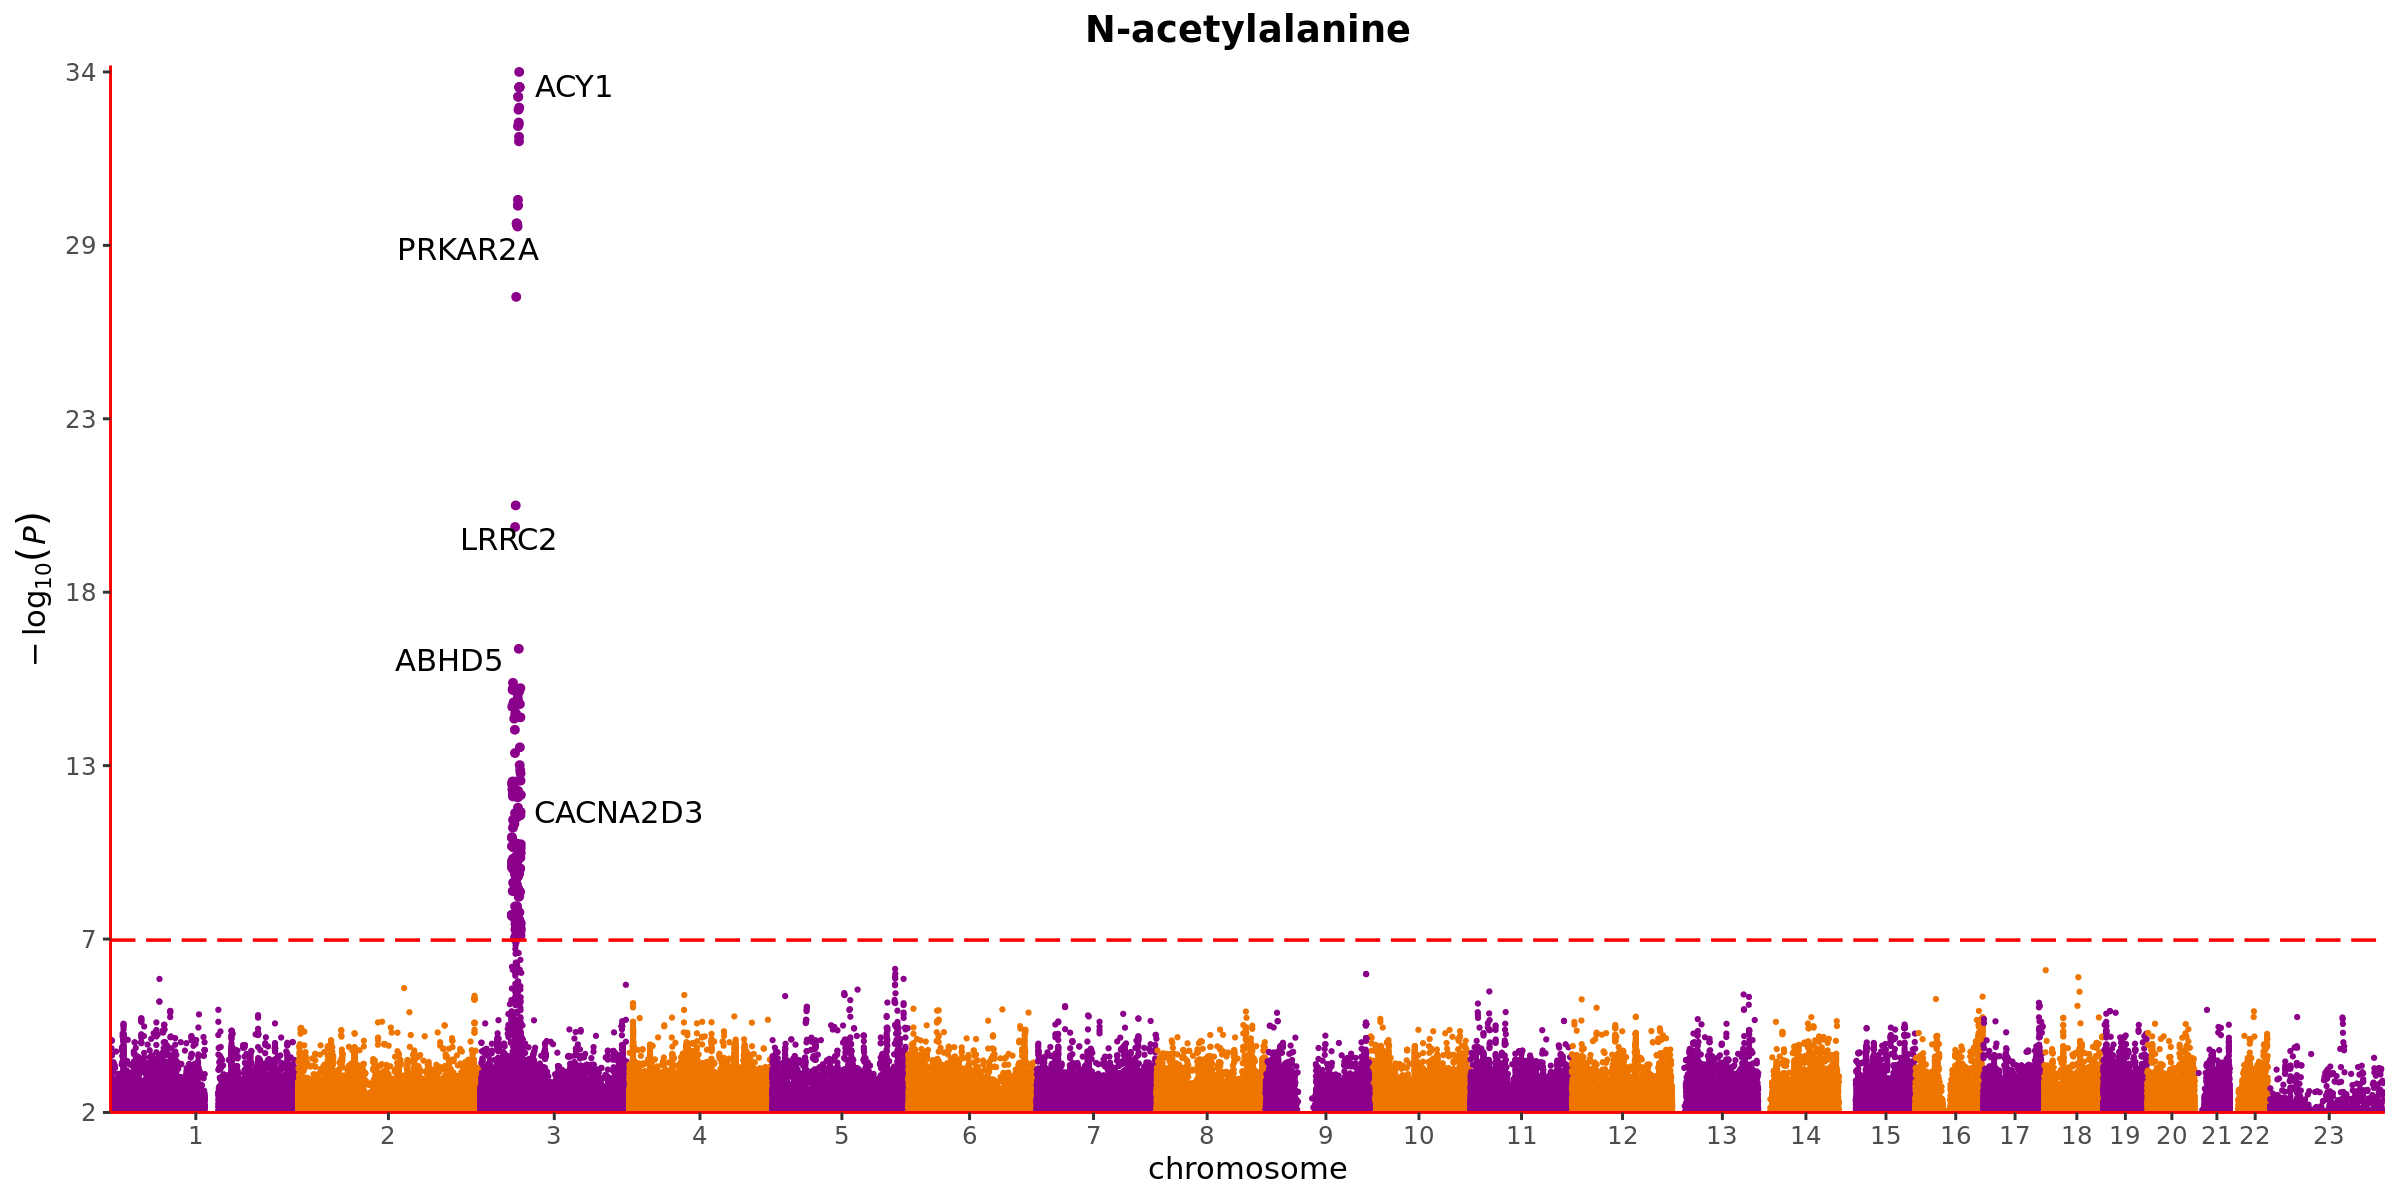 N-acetylalanine
34
ACY1
29
PRKAR2A
23
LRRC2
18
ABHD5
13
CACNA2D3
7
2
− log10(P)
1 2 3 4 5 6 7 8 9 10 11 12 13 14 15 16 17 18 19 20 21 22 23
chromosome